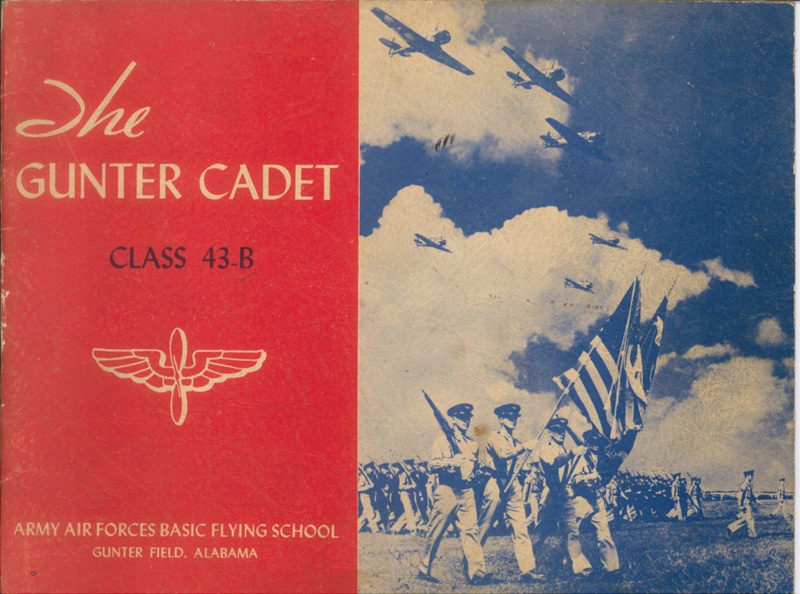 The
GUNTER CADET
CLASS 43-B
ARMY AIR FORCES BASIC FLYING SCHOOL
GUNTER FIELD, ALABAMA